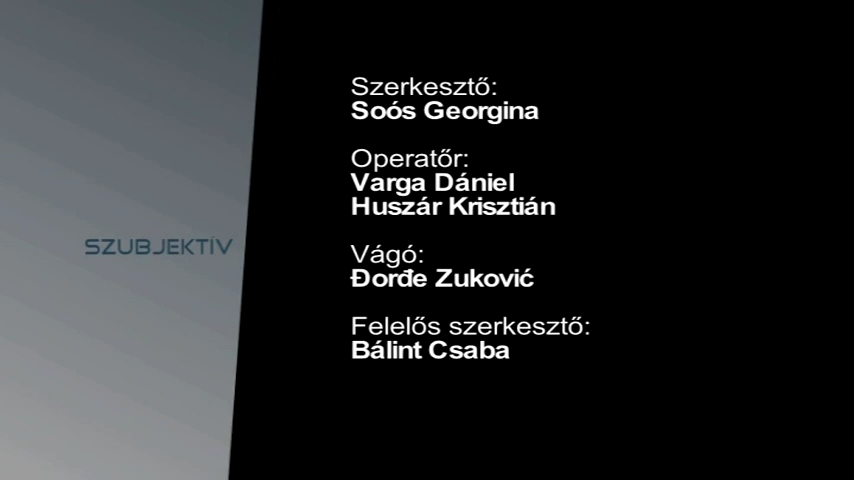 SZUBJEKTÍV
Szerkesztő:
Soós Georgina
Operatőr:
Varga Dániel
Huszár Krisztián
Vágó:
Đorđe Zuković
Felelős szerkesztő:
Bálint Csaba